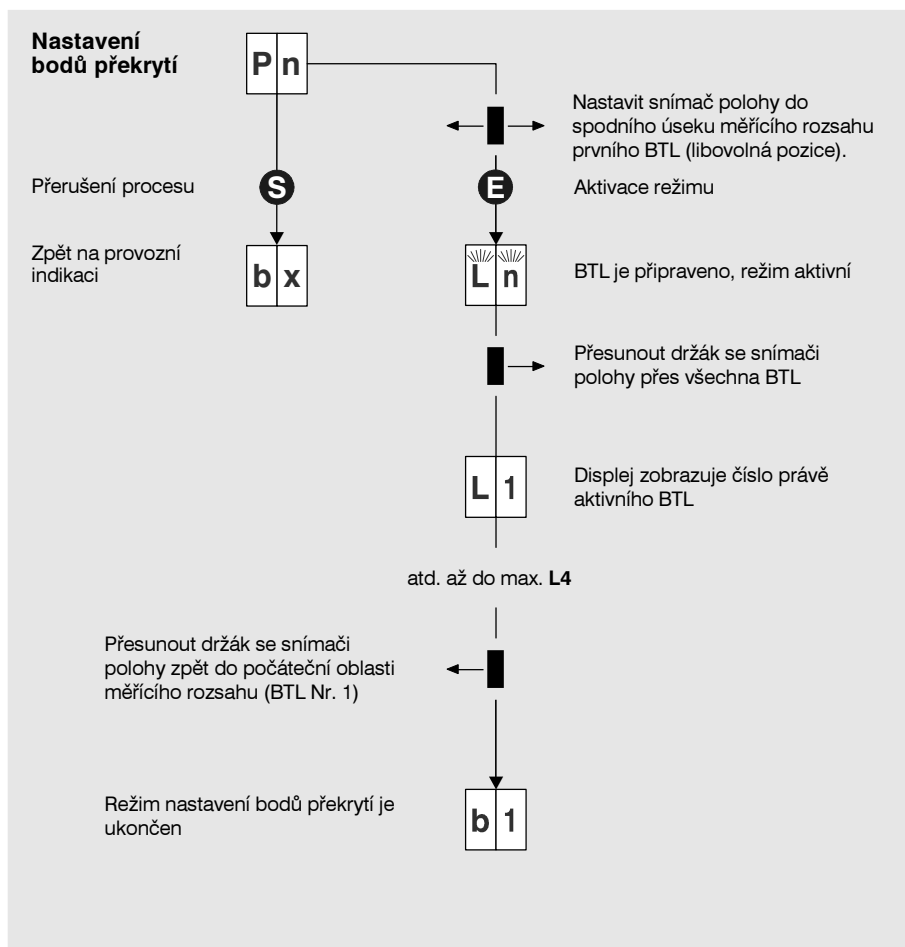 Nastavení
bodů překrytí
P n
Nastavit snímač polohy do
spodního úseku měřícího rozsahu
prvního BTL (libovolná pozice).
Přerušení procesu
S
E
Aktivace režimu
Zpět na provozní
indikaci
b x
L n
BTL je připraveno, režim aktivní
Přesunout držák se snímači
polohy přes všechna BTL
L 1
Displej zobrazuje číslo právě
aktivního BTL
atd. až do max. L4
Přesunout držák se snímači
polohy zpět do počáteční oblasti
měřícího rozsahu (BTL Nr. 1)
Režim nastavení bodů překrytí je
ukončen
b 1